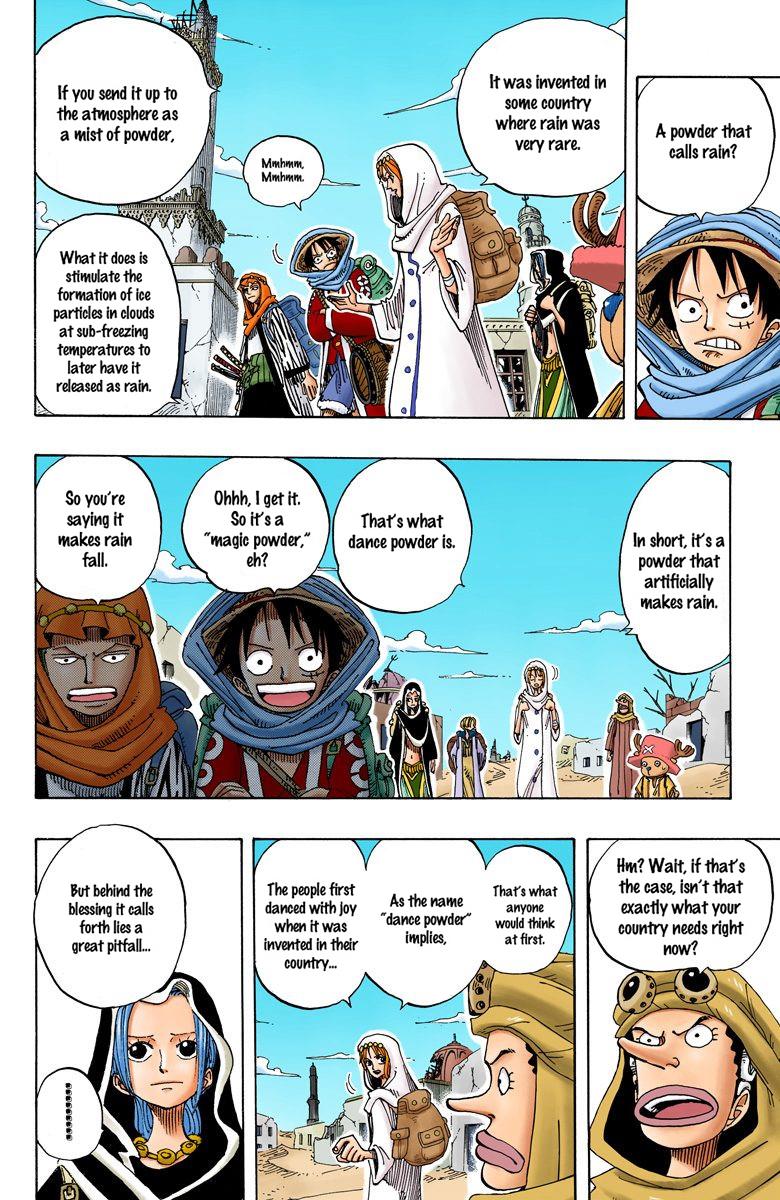 A powder that
calls rain?
It was invented in
some country
where rain was
very rare.
Mmhmm,
Mmhmm.
If you send it up to
the atmosphere as
a mist of powder,
What it does is
stimulate the
formation of ice
particles in clouds
at sub-freezing
temperatures to
later have it
released as rain.
In short, it's a
powder that
artificially
makes rain.
That's what
dance powder is.
Ohhh, I get it.
So it's a
"magic powder,"
eh?
So you're
saying it
makes rain
fall.
Hm? Wait, if that's
the case, isn't that
exactly what your
country needs right
now?
That's what
anyone
would think
at first.
As the name
"dance powder"
implies,
The people first
danced with joy
when it was
invented in their
country...
But behind the
blessing it calls
forth lies a
great pitfall...
.........